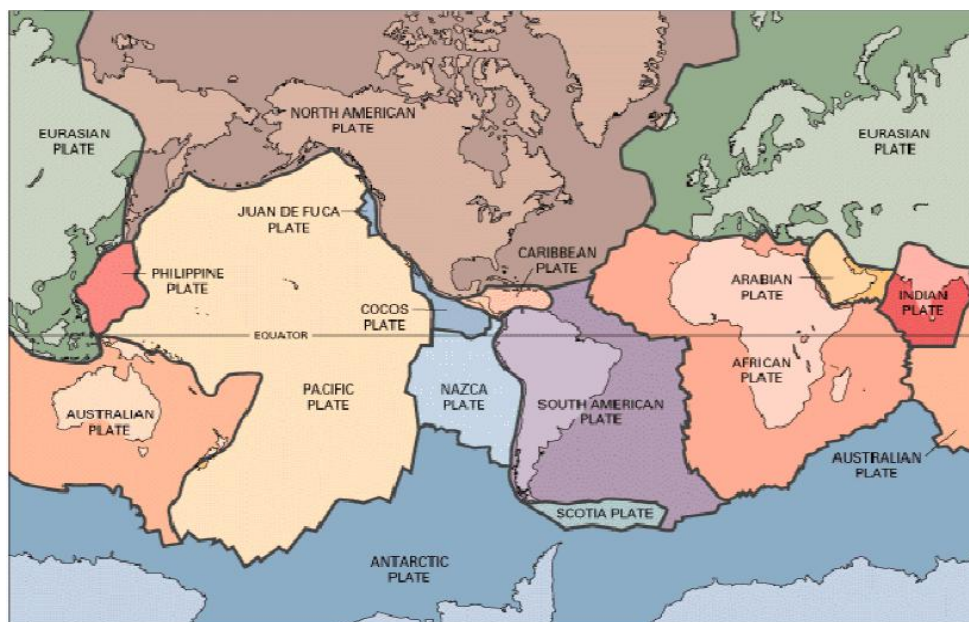 NORTH AMERICAN
PLATE
EURASIAN
PLATE
EURASIAN
PLATE
JUAN DE FUCA
PLATE
CARIBBEAN
PLATE
PHILIPPINE
PLATE
ARABIAN
PLATE
INDIAN
PLATE
COCOS
PLATE
EQUATOR
AFRICAN
PLATE
PACIFIC
PLATE
NAZCA
PLATE
SOUTH AMERICAN
PLATE
AUSTRALIAN
PLATE
AUSTRALIAN
PLATE
SCOTIA PLATE
ANTARCTIC
PLATE